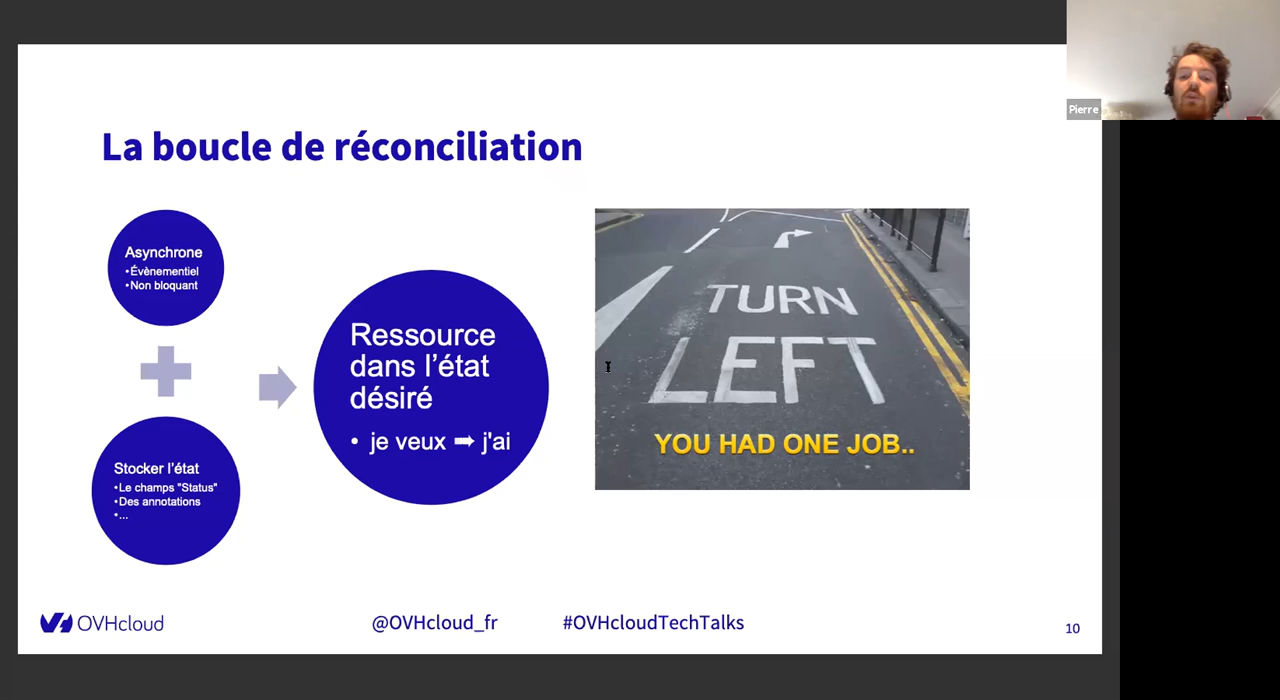 Pierre
La boucle de réconciliation
Asynchrone
•Évènementiel
•Non bloquant
Stocker l'état
•Le champs "Status"
•Des annotations
•...
Ressource
dans l'état
désiré
• je veux ➡ j'ai
TURN
LEFT
YOU HAD ONE JOB..
OVHcloud
@OVHcloud_fr
#OVHcloudTechTalks
10